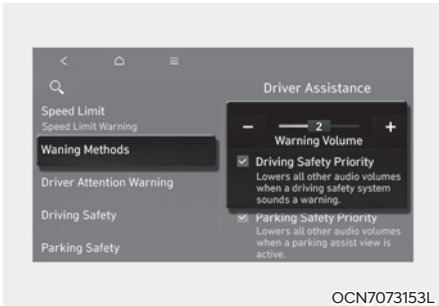 Driver Assistance
Speed Limit
Speed Limit Warning
Waning Methods
Driver Attention Warning
Driving Safety
Parking Safety
− 2 +
Warning Volume
Driving Safety Priority
Lowers all other audio volumes
when a driving safety system
sounds a warning.
Parking Safety Priority
Lowers all other audio volumes
when a parking assist view is
active.
OCN7073153L